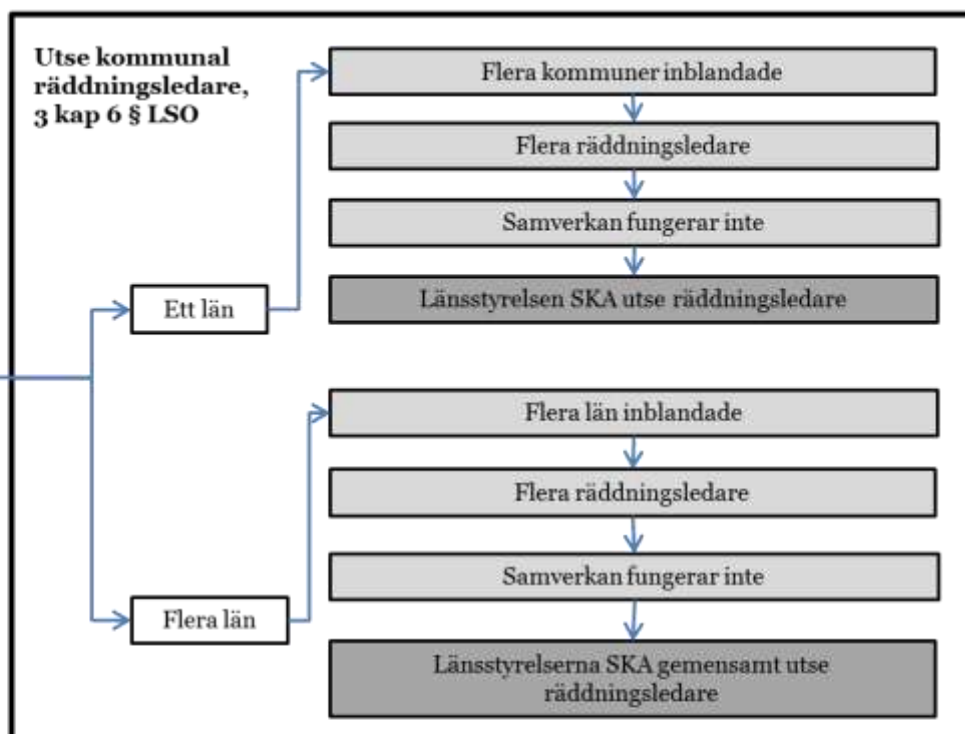 Utse kommunal
räddningsledare,
3 kap 6 § LSO
Ett län
Flera kommuner inblandade
Flera räddningsledare
Samverkan fungerar inte
Länsstyrelsen SKA utse räddningsledare
Flera län
Flera län inblandade
Flera räddningsledare
Samverkan fungerar inte
Länsstyrelserna SKA gemensamt utse
räddningsledare